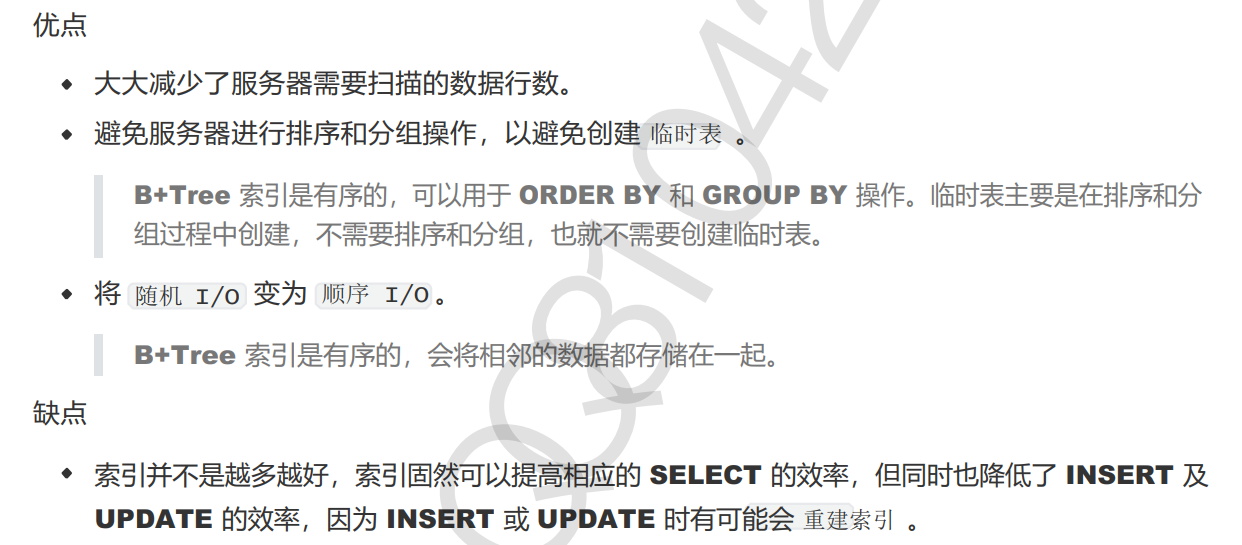 优点
大大减少了服务器需要扫描的数据行数。
避免服务器进行排序和分组操作，以避免创建 临时表 。
B+Tree 索引是有序的，可以用于 ORDER BY 和 GROUP BY 操作。临时表主要是在排序和分
组过程中创建，不需要排序和分组，也就不需要创建临时表。
将 随机 I/O 变为 顺序 I/O。
B+Tree 索引是有序的，会将相邻的数据都存储在一起。
缺点
索引并不是越多越好，索引固然可以提高相应的 SELECT 的效率，但同时也降低了 INSERT 及
UPDATE 的效率，因为 INSERT 或 UPDATE 时有可能会 重建索引 。